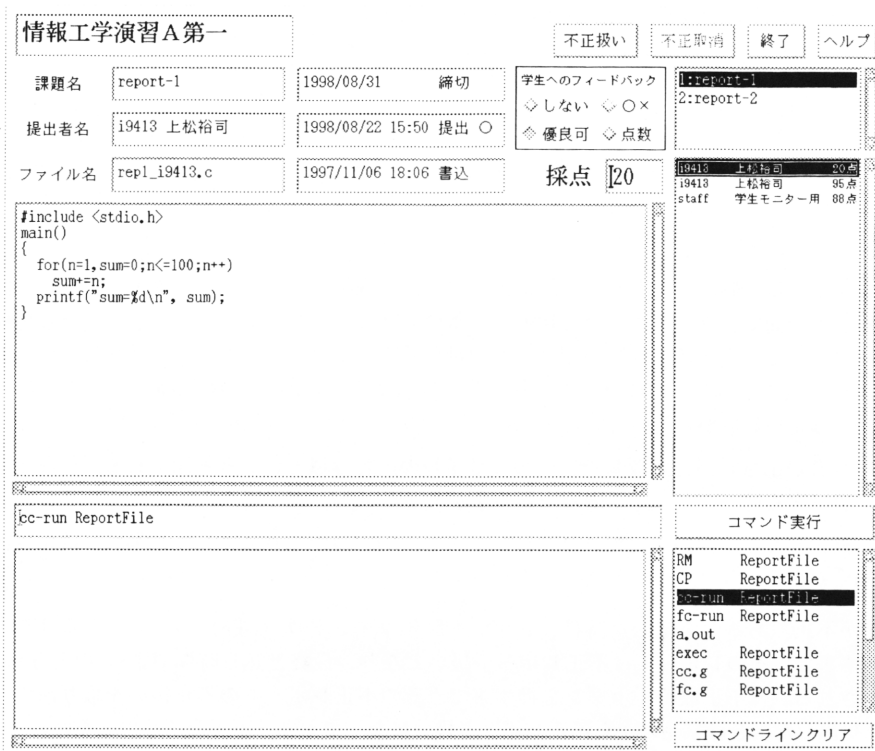 情報工学演習A第一
不正扱い 不正取消 終了 ヘルプ
課題名 report-1 1998/08/31 締切
提出者名 i9413 上松裕司 1998/08/22 15:50 提出 ○
ファイル名 rep1_i9413.c 1997/11/06 18:06 書込
学生へのフィードバック
◇しない ◇○×
◇優良可 ◇点数
採点 20
1:report-1
2:report-2
i9413 上松裕司 20点
i9413 上松裕司 95点
staff 学生モニター用 88点
#include <stdio.h>
main()
{
  for(n=1,sum=0;n<=100;n++)
    sum+=n;
  printf("sum=%d\n", sum);
}
cc-run ReportFile
コマンド実行
RM ReportFile
CP ReportFile
cc-run ReportFile
fc-run ReportFile
a.out
exec ReportFile
cc.g ReportFile
fc.g ReportFile
コマンドラインクリア